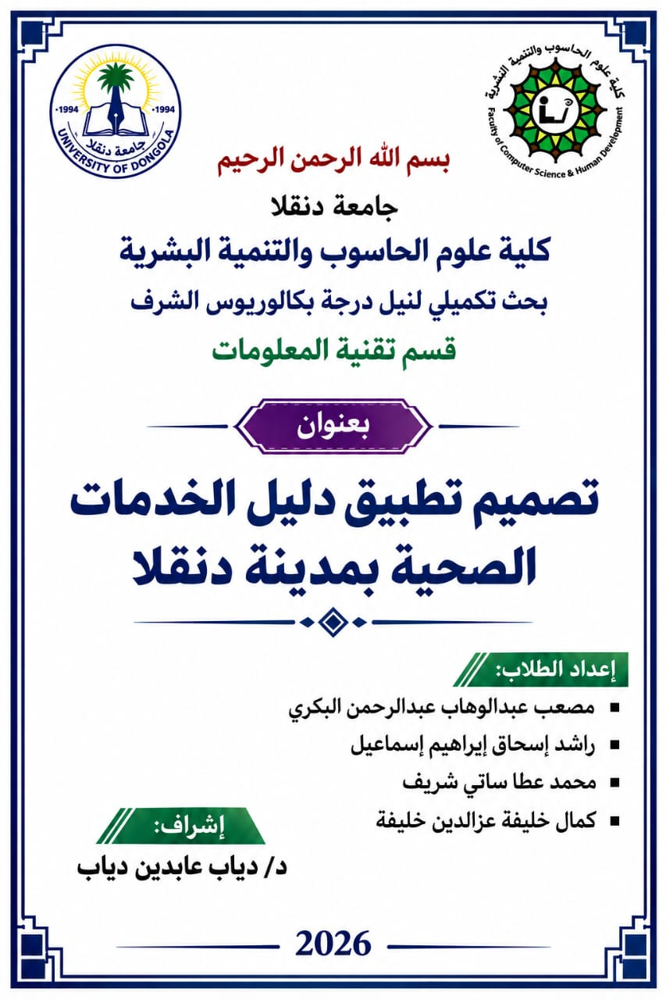 1994
1994
جامعة دنقلا
UNIVERSITY OF DONGOLA
كلية علوم الحاسوب والتنمية البشرية
Faculty of Computer Science & Human Development
بسم الله الرحمن الرحيم
جامعة دنقلا
كلية علوم الحاسوب والتنمية البشرية
بحث تكميلي لنيل درجة بكالوريوس الشرف
قسم تقنية المعلومات
بعنوان
تصميم تطبيق دليل الخدمات
الصحية بمدينة دنقلا
إعداد الطلاب:
▪ مصعب عبدالوهاب عبدالرحمن البكري
▪ راشد إسحاق إيراهيم إسماعيل
▪ محمد عطا ساتي شريف
▪ كمال خليفة عزالدين خليفة
إشراف:
د/ دياب عابدين دياب
2026